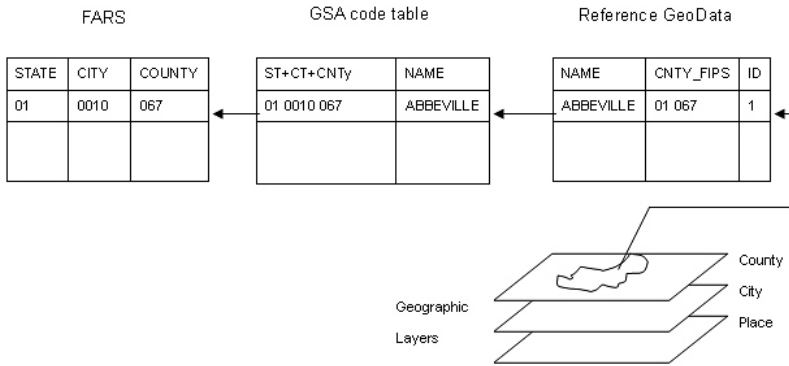 FARS
GSA code table
Reference GeoData
STATE CITY COUNTY
01 0010 067
ST+CT+CNTy NAME
01 0010 067 ABBEVILLE
NAME CNTY_FIPS ID
ABBEVILLE 01 067 1
County
City
Place
Geographic
Layers